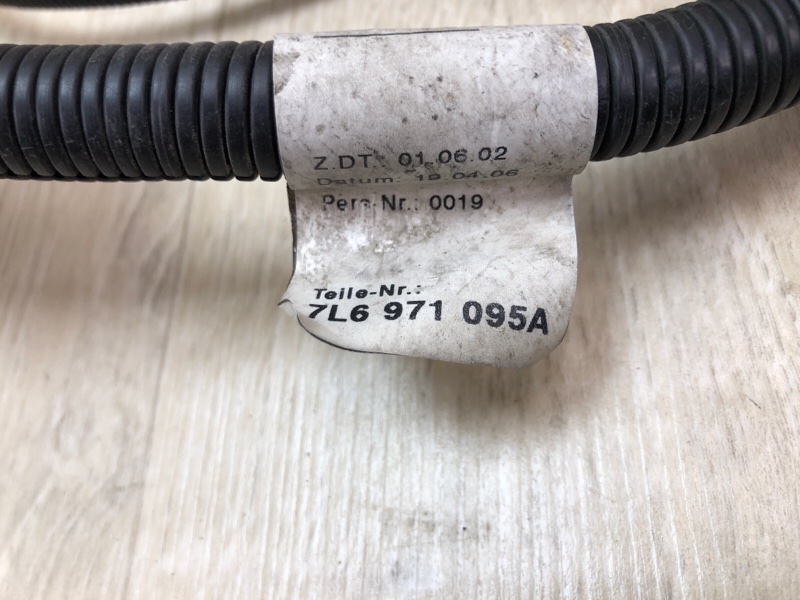 Z.DT.: 01.06.02
Datum: 19.04.06
Pers-Nr.: 0019
Teile-Nr.:
7L6 971 095A